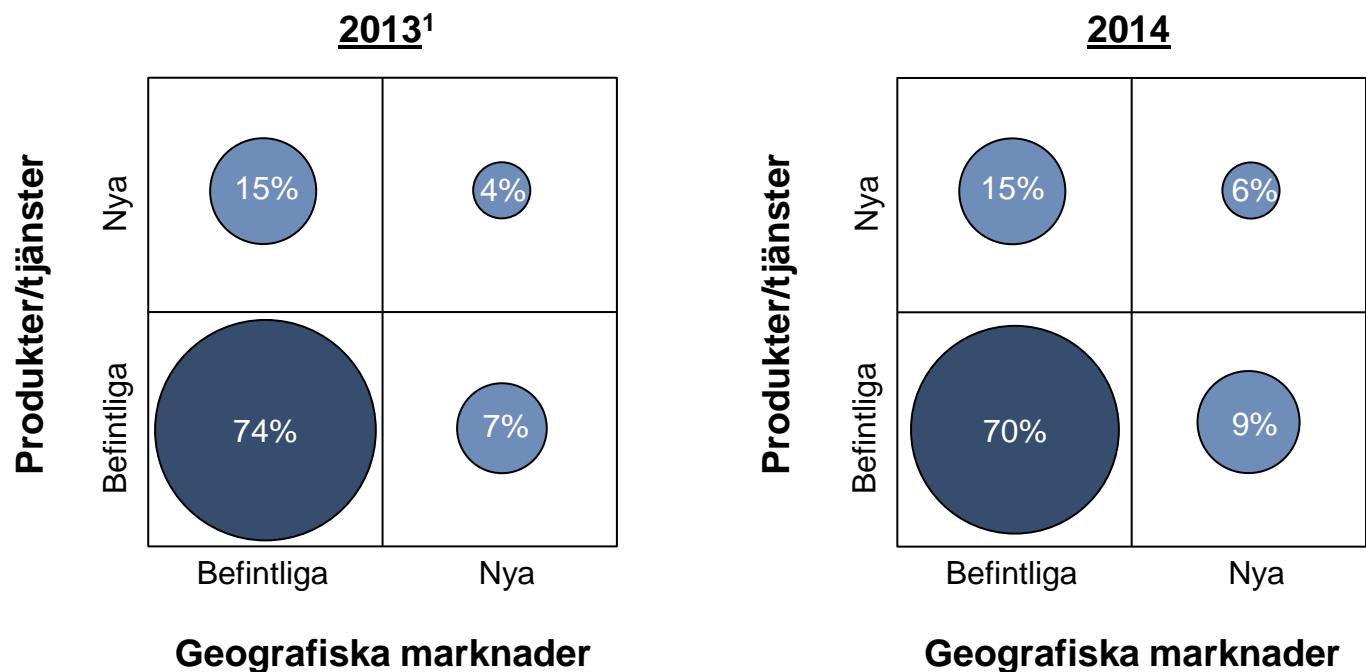 2013¹
Produkter/tjänster
Nya
Befintliga
15%
4%
74%
7%
Befintliga
Nya
Geografiska marknader
2014
Produkter/tjänster
Nya
Befintliga
15%
6%
70%
9%
Befintliga
Nya
Geografiska marknader